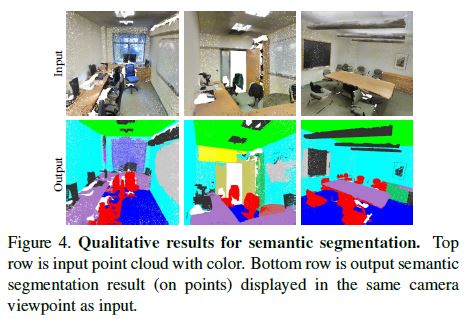 Input
Output
Figure 4. Qualitative results for semantic segmentation. Top
row is input point cloud with color. Bottom row is output semantic
segmentation result (on points) displayed in the same camera
viewpoint as input.